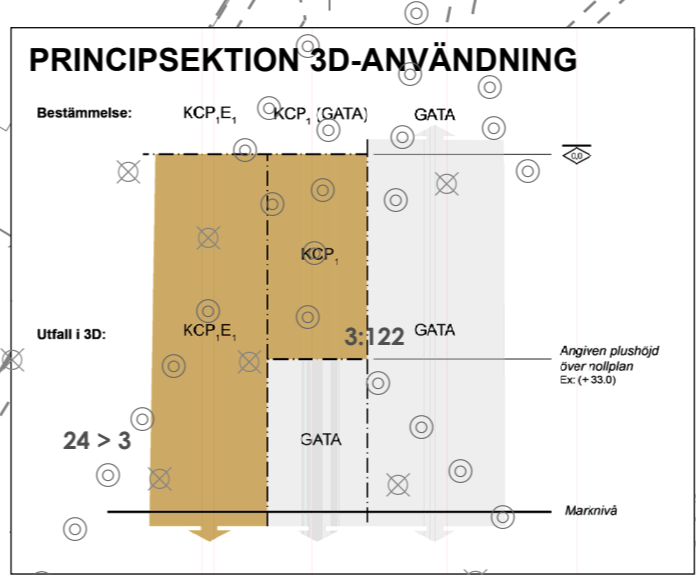 PRINCIPSEKTION 3D-ANVÄNDNING
Bestämmelse: KCP₁E₁ KCP₁ (GATA) GATA
0,0
KCP₁
Utfall i 3D: KCP₁E₁ 3:122 GATA
Angiven plushöjd
över nollplan
Ex: (+ 33.0)
24 > 3
GATA
Marknivå